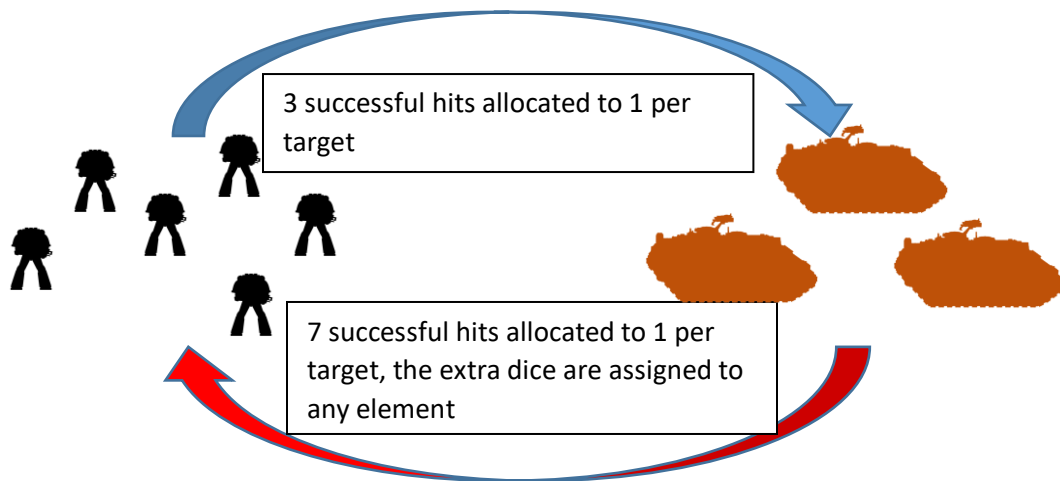 3 successful hits allocated to 1 per
target
7 successful hits allocated to 1 per
target, the extra dice are assigned to
any element